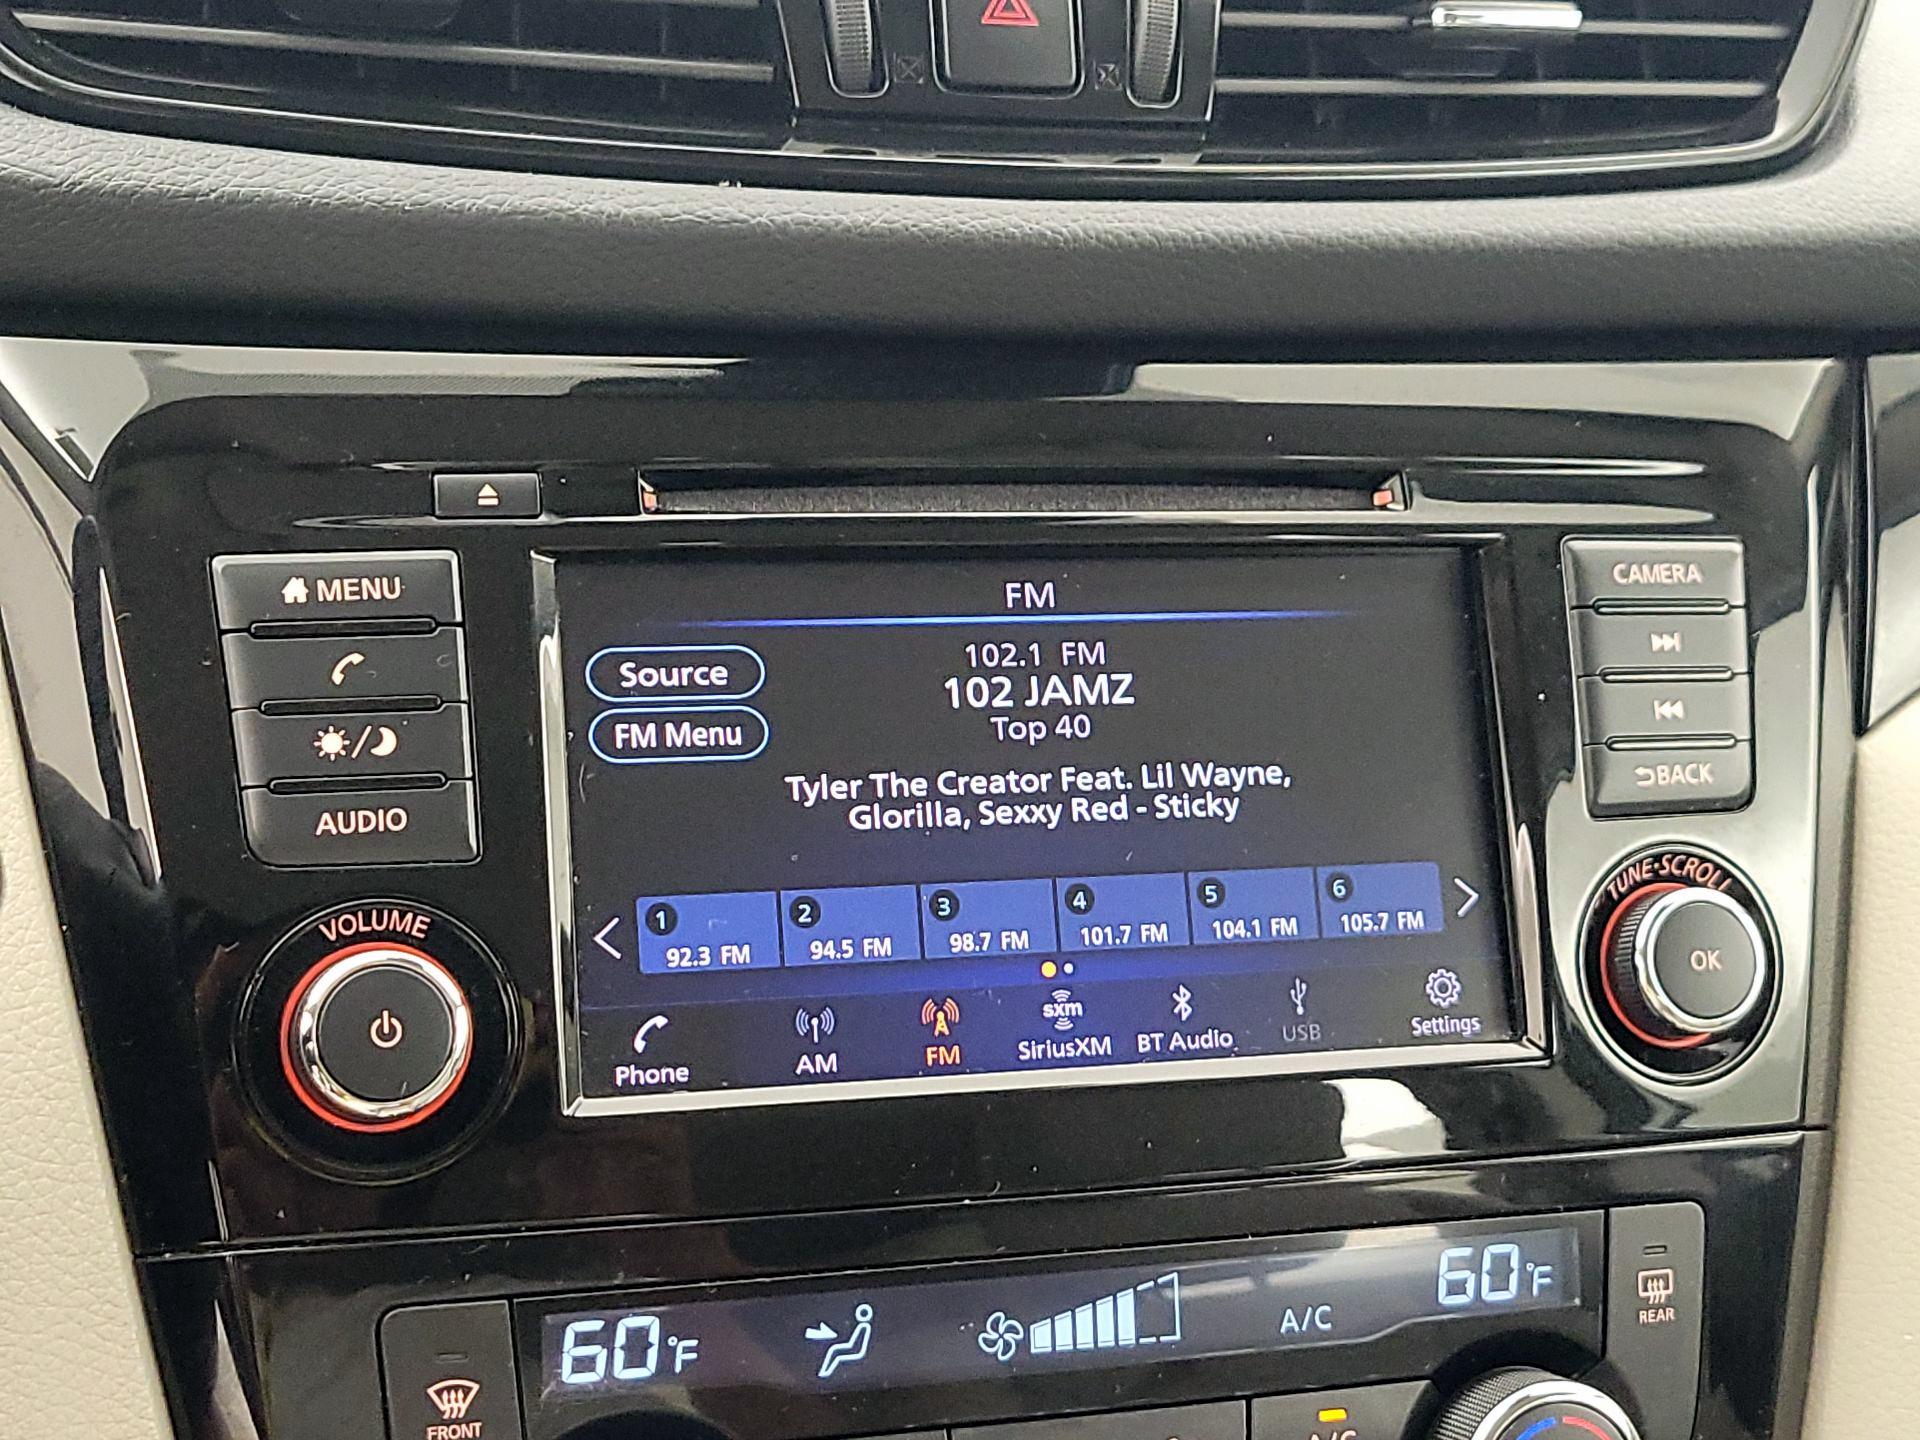 MENU
AUDIO
VOLUME
FM
Source
FM Menu
102.1 FM
102 JAMZ
Top 40
Tyler The Creator Feat. Lil Wayne,
Glorilla, Sexxy Red - Sticky
1
92.3 FM
2
94.5 FM
3
98.7 FM
4
101.7 FM
5
104.1 FM
6
105.7 FM
Phone
AM
FM
sxm
SiriusXM
BT Audio
USB
Settings
CAMERA
BACK
TUNE•SCROLL
OK
60°F
A/C
60°F
REAR
FRONT
A/C